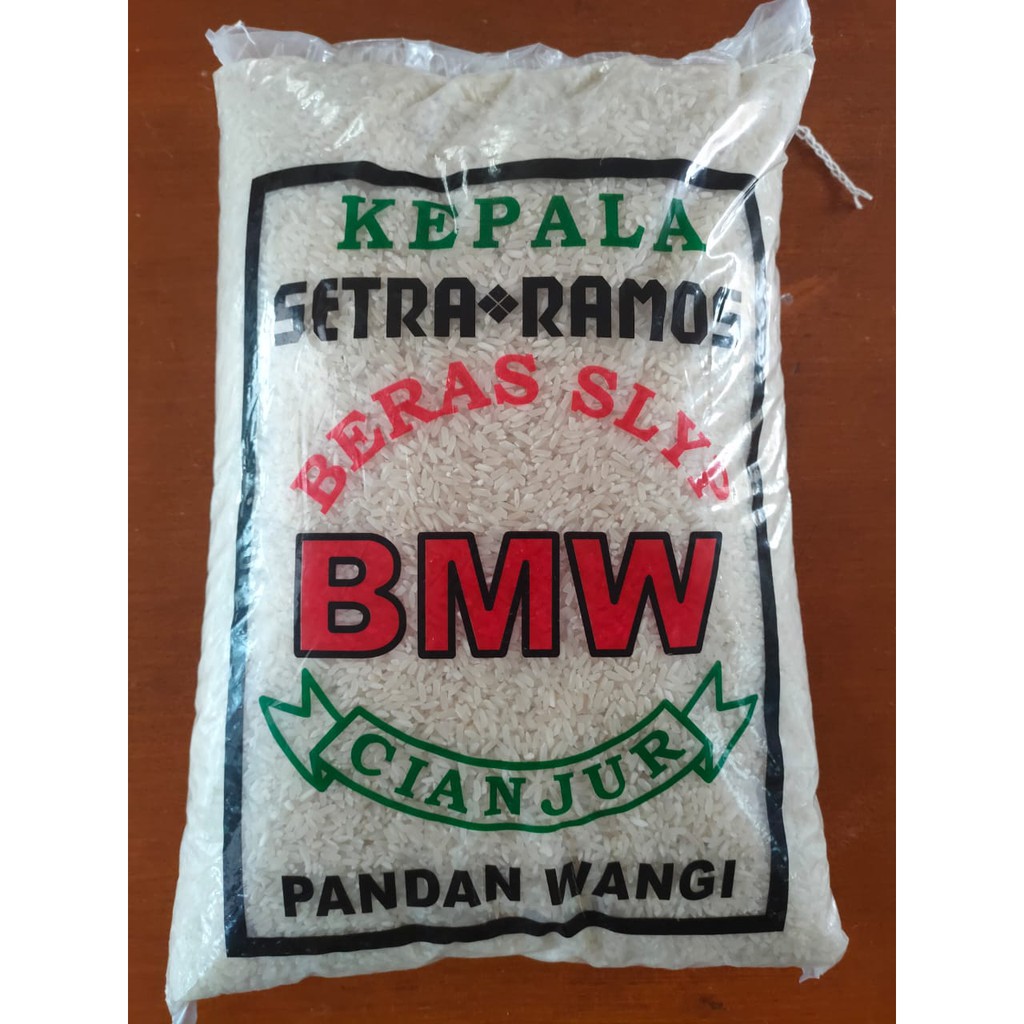 KEPALA
SETRA RAMOS
BERAS SLYP
BMW
CIANJUR
PANDAN WANGI